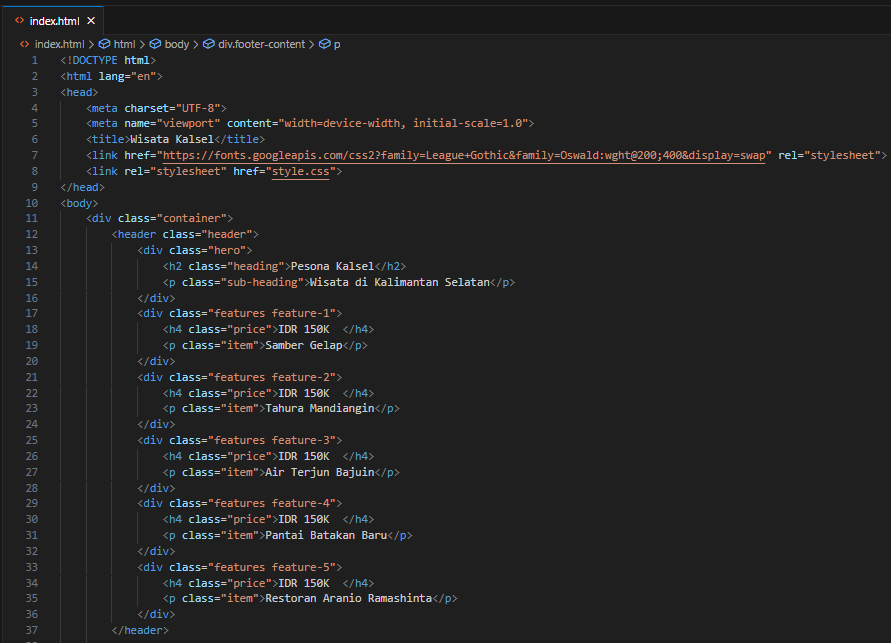 index.html
index.html > html > body > div.footer-content > p
1 <!DOCTYPE html>
2 <html lang="en">
3 <head>
4     <meta charset="UTF-8">
5     <meta name="viewport" content="width=device-width, initial-scale=1.0">
6     <title>Wisata Kalsel</title>
7     <link href="https://fonts.googleapis.com/css2?family=League+Gothic&family=Oswald:wght@200;400&display=swap" rel="stylesheet">
8     <link rel="stylesheet" href="style.css">
9 </head>
10 <body>
11     <div class="container">
12         <header class="header">
13             <div class="hero">
14                 <h2 class="heading">Pesona Kalsel</h2>
15                 <p class="sub-heading">Wisata di Kalimantan Selatan</p>
16             </div>
17             <div class="features feature-1">
18                 <h4 class="price">IDR 150K  </h4>
19                 <p class="item">Samber Gelap</p>
20             </div>
21             <div class="features feature-2">
22                 <h4 class="price">IDR 150K  </h4>
23                 <p class="item">Tahura Mandiangin</p>
24             </div>
25             <div class="features feature-3">
26                 <h4 class="price">IDR 150K  </h4>
27                 <p class="item">Air Terjun Bajuin</p>
28             </div>
29             <div class="features feature-4">
30                 <h4 class="price">IDR 150K  </h4>
31                 <p class="item">Pantai Batakan Baru</p>
32             </div>
33             <div class="features feature-5">
34                 <h4 class="price">IDR 150K  </h4>
35                 <p class="item">Restoran Aranio Ramashinta</p>
36             </div>
37         </header>